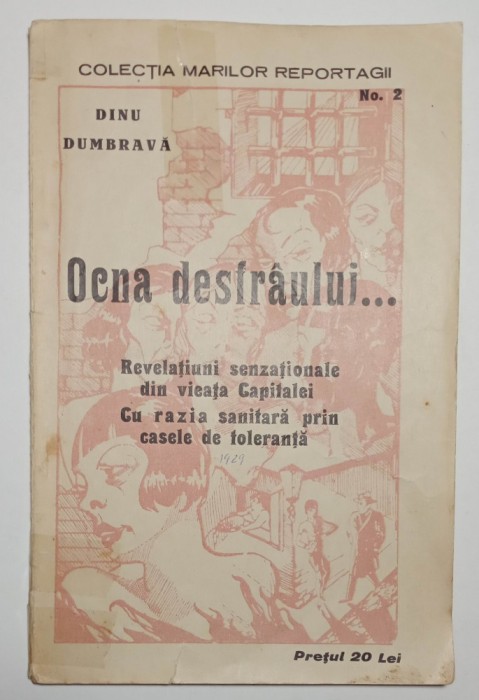 COLECȚIA MARILOR REPORTAGII
No. 2
DINU
DUMBRAVĂ
Ocna desfrâului...
Revelațiuni senzaționale
din vieața Capitalei
Cu razia sanitară prin
casele de toleranță
1929
Prețul 20 Lei